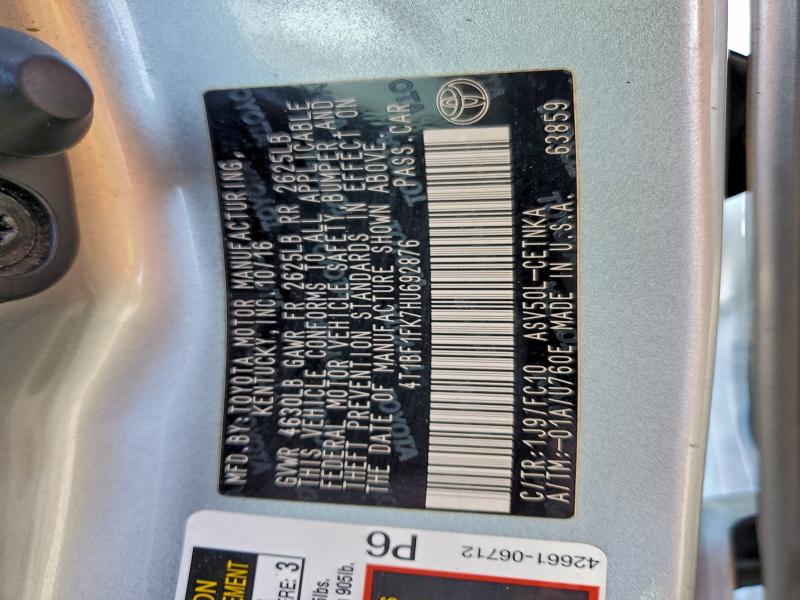 MFD.BY:TOYOTA MOTOR MANUFACTURING,
KENTUCKY, INC. 10/16
GVWR 4630LB GAWR FR 2625LB RR 2625LB
THIS VEHICLE CONFORMS TO ALL APPLICABLE
FEDERAL MOTOR VEHICLE SAFETY BUMPER AND
THEFT PREVENTION STANDARDS IN EFFECT ON
THE DATE OF MANUFACTURE SHOWN ABOVE.
4T1BF1FK7HU692876 PASS.CAR
C/TR:1J9/FC10 ASV50L-CETNKA
A/TM:-01A/U760E MADE IN U.S.A. 63859
P6
42661-06712
3
905lb.